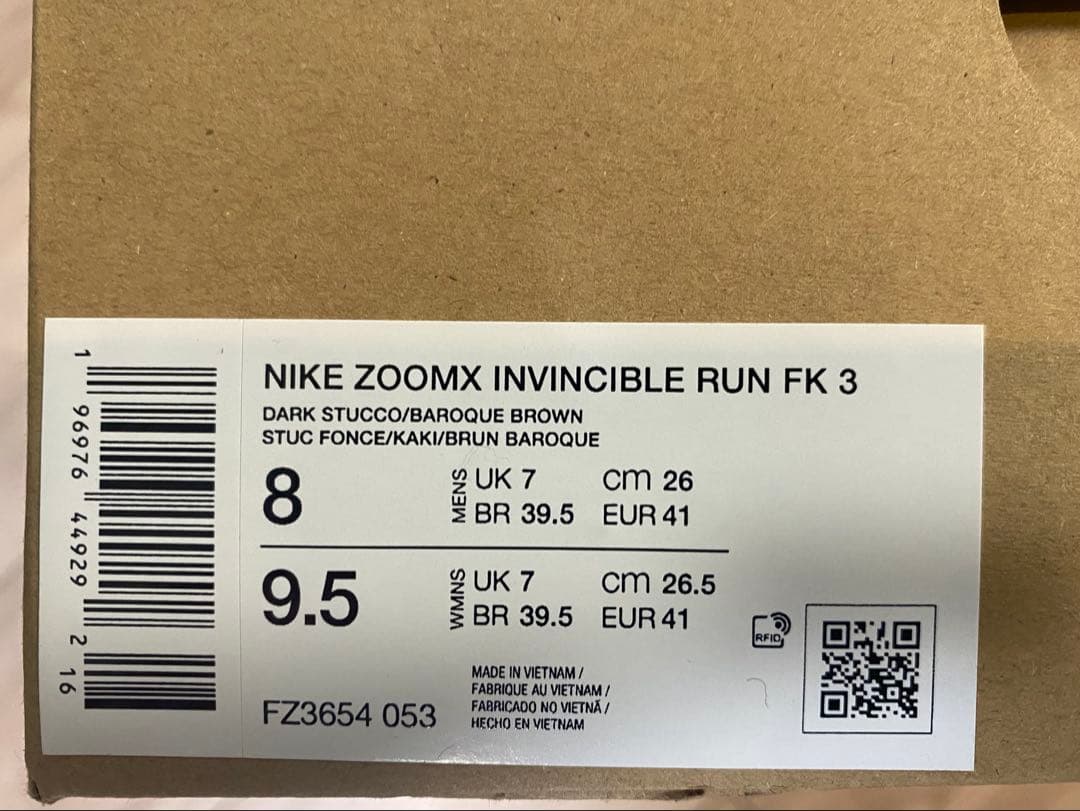 NIKE ZOOMX INVINCIBLE RUN FK 3
DARK STUCCO/BAROQUE BROWN
STUC FONCE/KAKI/BRUN BAROQUE
8
MENS
UK 7 cm 26
BR 39.5 EUR 41
9.5
WMNS
UK 7 cm 26.5
BR 39.5 EUR 41
RFID
MADE IN VIETNAM /
FABRIQUE AU VIETNAM /
FABRICADO NO VIETNÃ /
HECHO EN VIETNAM
FZ3654 053
1 96976 44929 2 16